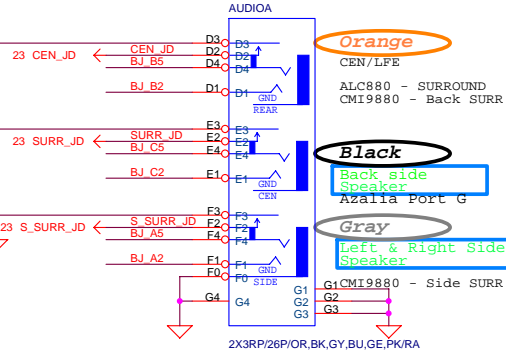 AUDIOA
D3 D3 Orange
23 CEN_JD CEN_JD D2 D2
BJ_B5 D4 D4 CEN/LFE
ALC880 - SURROUND
BJ_B2 D1 D1 GND CMI9880 - Back SURR
REAR
E3 E3
23 SURR_JD SURR_JD E2 E2 Black
BJ_C5 E4 E4
BJ_C2 E1 E1 GND Back side
Speaker
CEN Azalia Port G
F3 F3
23 S_SURR_JD S_SURR_JD F2 F2 Gray
BJ_A5 F4 F4
Left & Right Side
Speaker
BJ_A2 F1 F1 GND
F0 F0 SIDE
G1 G1 CMI9880 - Side SURR
G4 G4 G2 G2
G3 G3
2X3RP/26P/OR,BK,GY,BU,GE,PK/RA